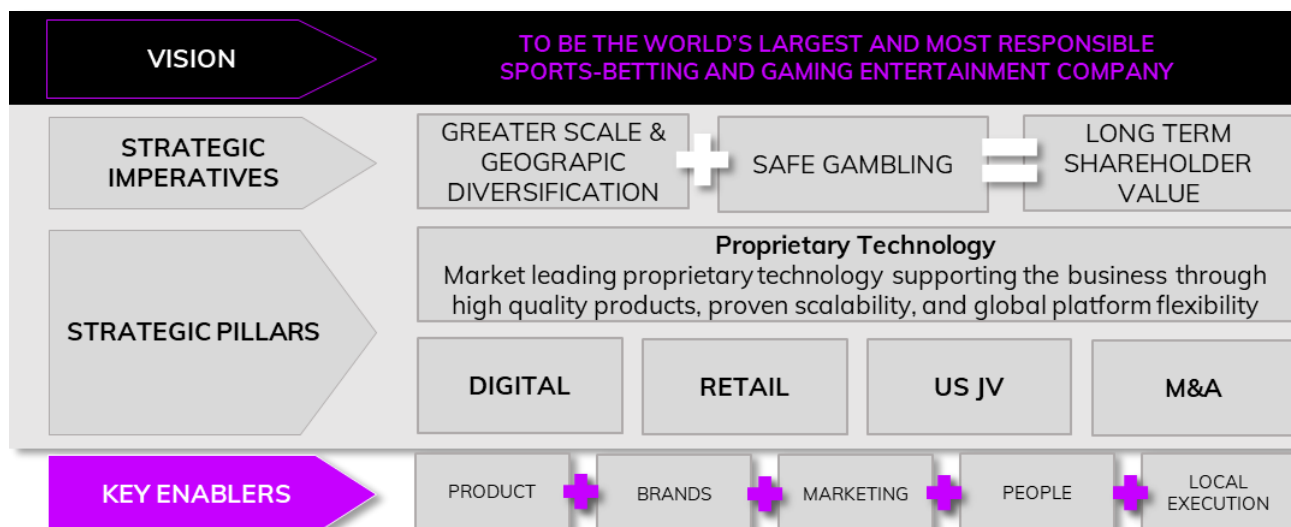 VISION
TO BE THE WORLD'S LARGEST AND MOST RESPONSIBLE
SPORTS-BETTING AND GAMING ENTERTAINMENT COMPANY
STRATEGIC
IMPERATIVES
GREATER SCALE &
GEOGRAPIC
DIVERSIFICATION
SAFE GAMBLING
LONG TERM
SHAREHOLDER
VALUE
STRATEGIC PILLARS
Proprietary Technology
Market leading proprietary technology supporting the business through
high quality products, proven scalability, and global platform flexibility
DIGITAL
RETAIL
US JV
M&A
KEY ENABLERS
PRODUCT
BRANDS
MARKETING
PEOPLE
LOCAL
EXECUTION